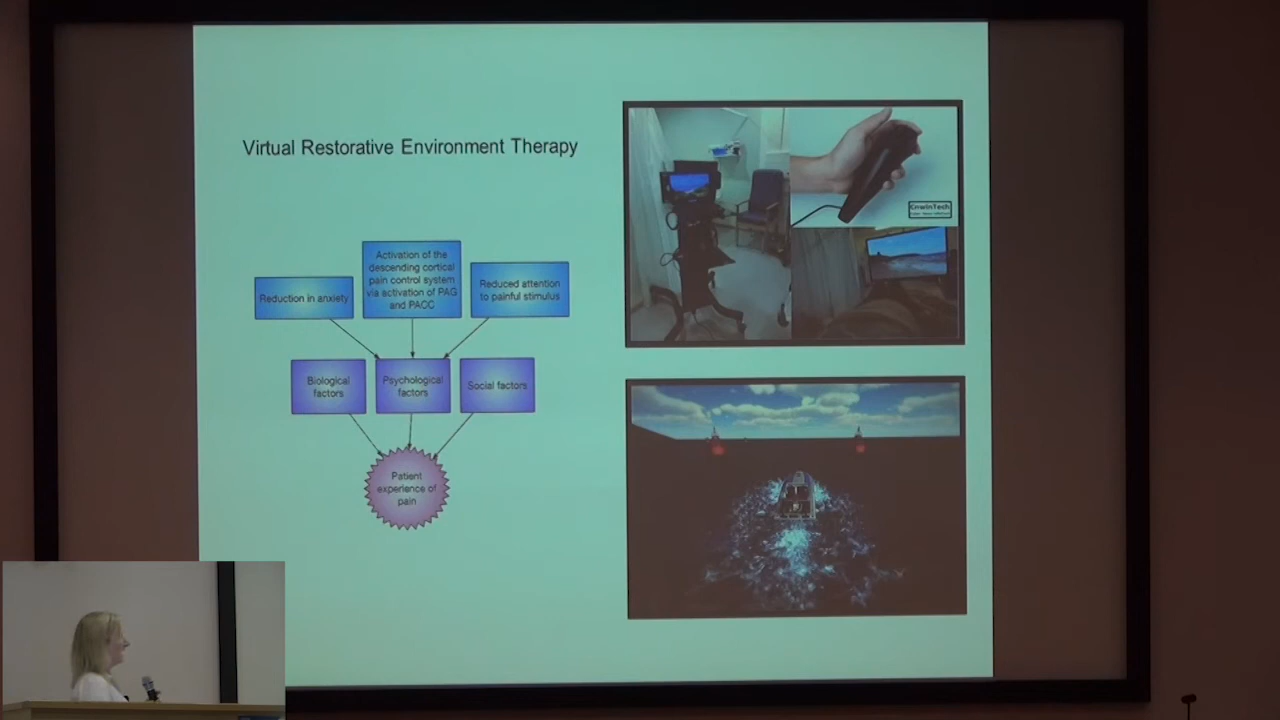 Virtual Restorative Environment Therapy
Activation of the
descending cortical
pain control system
via activation of PAG
and PACC
Reduction in anxiety
Reduced attention
to painful stimulus
Biological
factors
Psychological
factors
Social factors
Patient
experience of
pain